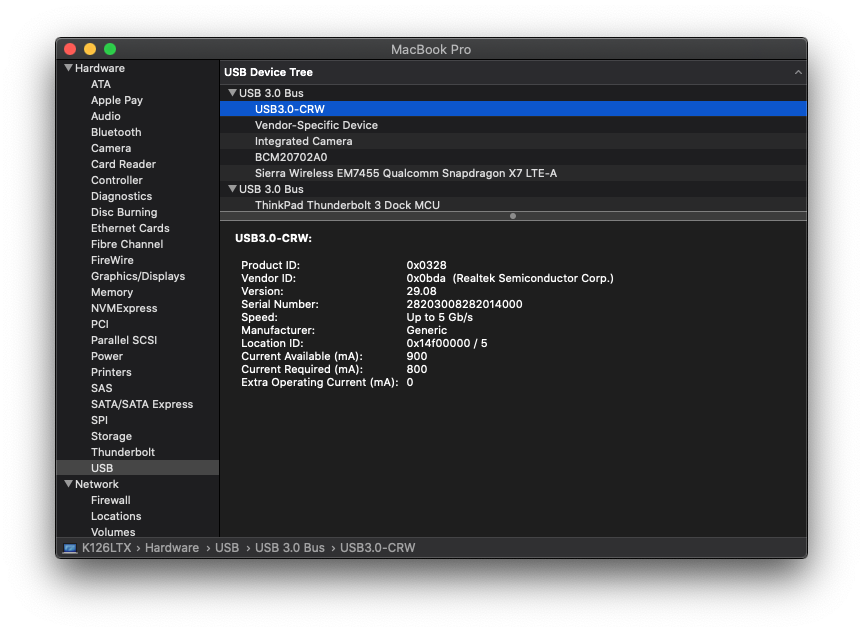 MacBook Pro
Hardware
ATA
Apple Pay
Audio
Bluetooth
Camera
Card Reader
Controller
Diagnostics
Disc Burning
Ethernet Cards
Fibre Channel
FireWire
Graphics/Displays
Memory
NVMExpress
PCI
Parallel SCSI
Power
Printers
SAS
SATA/SATA Express
SPI
Storage
Thunderbolt
USB
Network
Firewall
Locations
Volumes
USB Device Tree
USB 3.0 Bus
USB3.0-CRW
Vendor-Specific Device
Integrated Camera
BCM20702A0
Sierra Wireless EM7455 Qualcomm Snapdragon X7 LTE-A
USB 3.0 Bus
ThinkPad Thunderbolt 3 Dock MCU
USB3.0-CRW:
Product ID: 0x0328
Vendor ID: 0x0bda (Realtek Semiconductor Corp.)
Version: 29.08
Serial Number: 28203008282014000
Speed: Up to 5 Gb/s
Manufacturer: Generic
Location ID: 0x14f00000 / 5
Current Available (mA): 900
Current Required (mA): 800
Extra Operating Current (mA): 0
K126LTX › Hardware › USB › USB 3.0 Bus › USB3.0-CRW